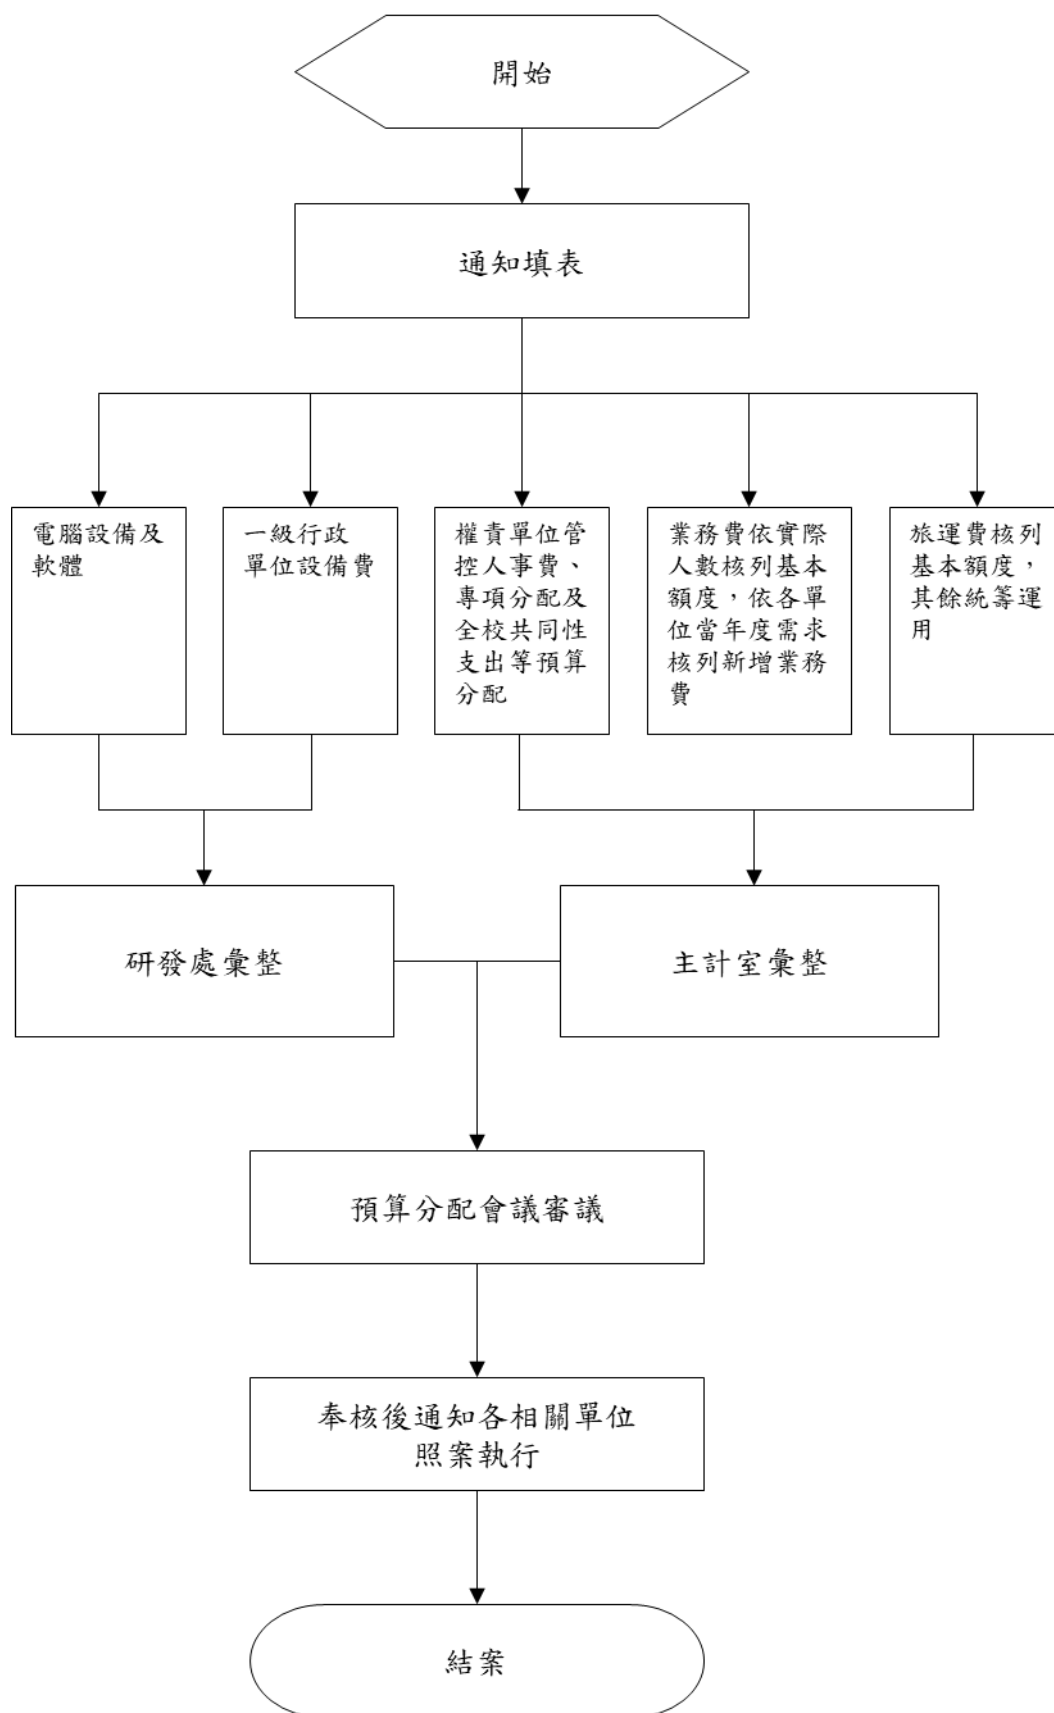 開始
通知填表
電腦設備及
軟體
一級行政
單位設備費
權責單位管
控人事費、
專項分配及
全校共同性
支出等預算
分配
業務費依實際
人數核列基本
額度，依各單
位當年度需求
核列新增業務
費
旅運費核列
基本額度，
其餘統籌運
用
研發處彙整
主計室彙整
預算分配會議審議
奉核後通知各相關單位
照案執行
結案